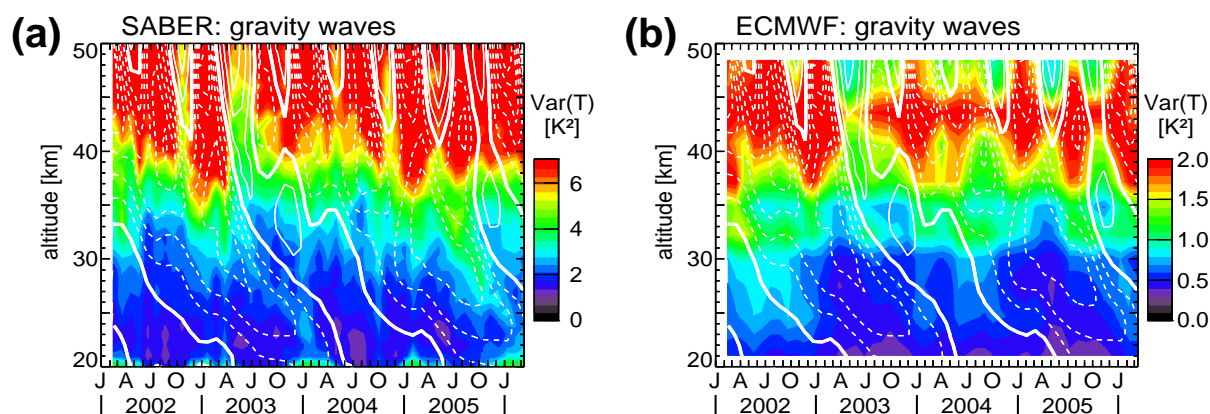 (a) SABER: gravity waves
50
40
30
20
altitude [km]
J A J O J A J O J A J O J A J O J
| 2002 | 2003 | 2004 | 2005 |
Var(T)
[K²]
6
4
2
0
(b) ECMWF: gravity waves
50
40
30
20
altitude [km]
J A J O J A J O J A J O J A J O J
| 2002 | 2003 | 2004 | 2005 |
Var(T)
[K²]
2.0
1.5
1.0
0.5
0.0